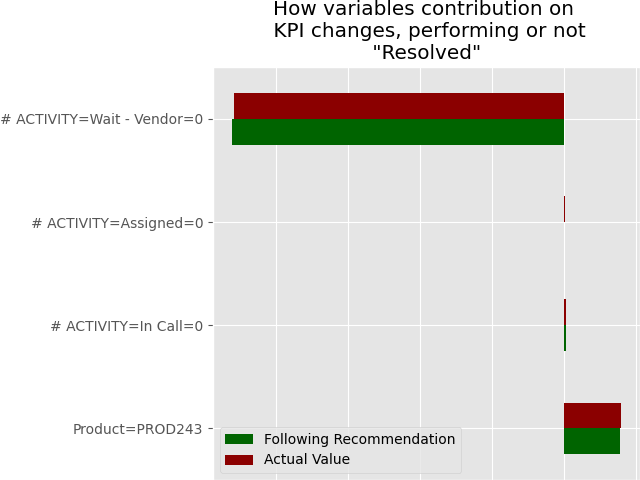 How variables contribution on
KPI changes, performing or not
"Resolved"
# ACTIVITY=Wait - Vendor=0
# ACTIVITY=Assigned=0
# ACTIVITY=In Call=0
Product=PROD243
Following Recommendation
Actual Value